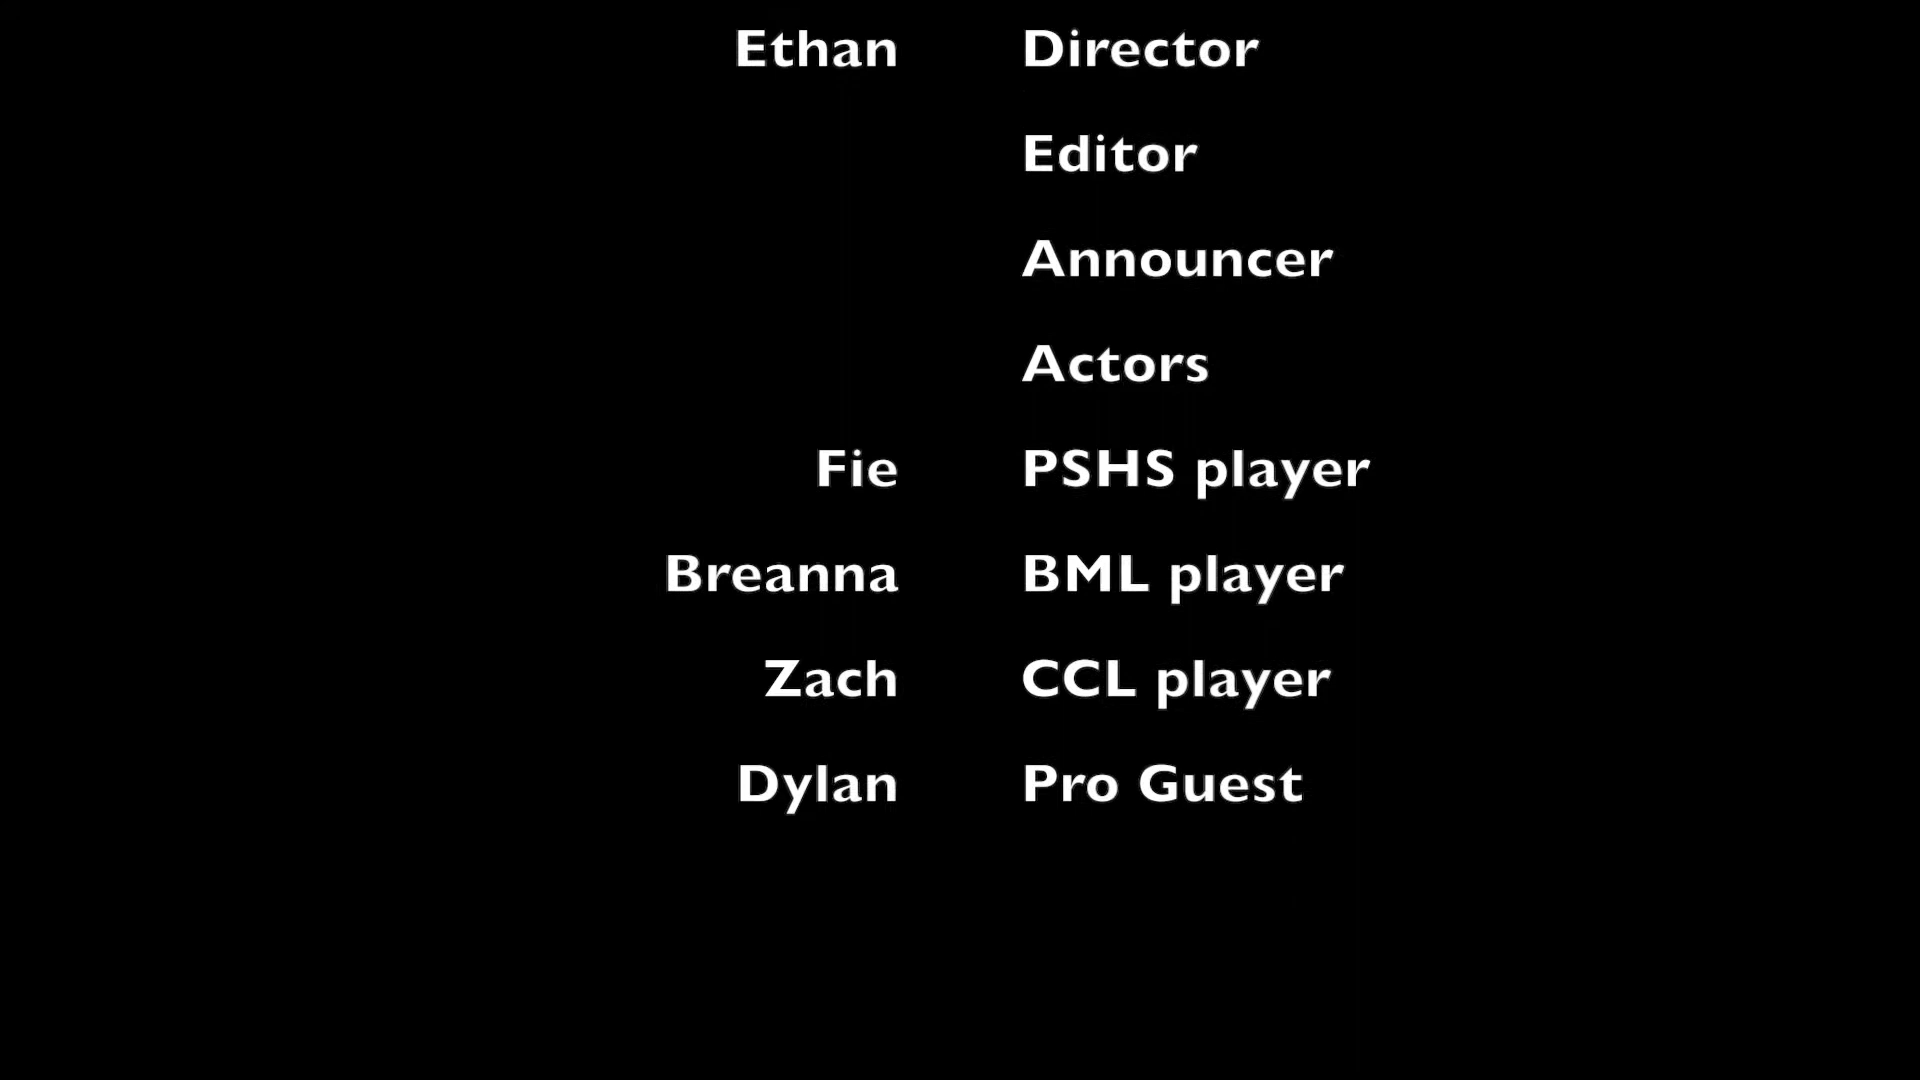 Ethan Director
Editor
Announcer
Actors
Fie PSHS player
Breanna BML player
Zach CCL player
Dylan Pro Guest